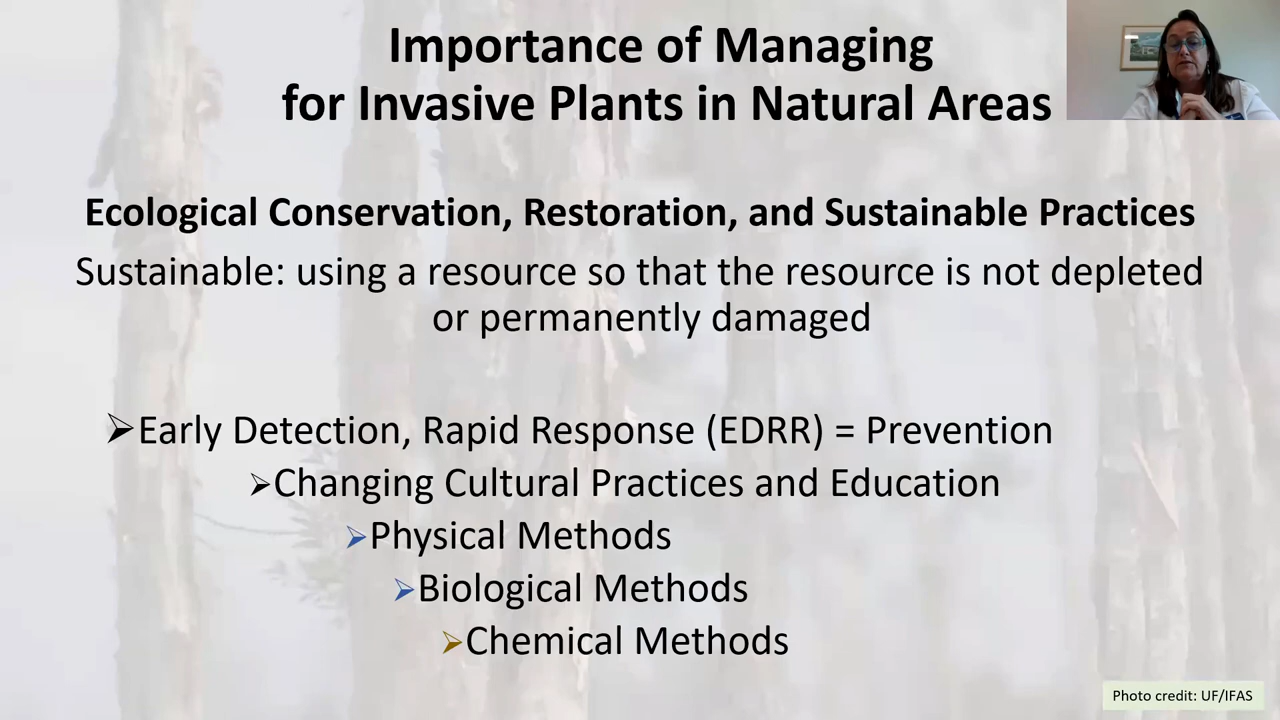 Importance of Managing
for Invasive Plants in Natural Areas
Ecological Conservation, Restoration, and Sustainable Practices
Sustainable: using a resource so that the resource is not depleted
or permanently damaged
➢Early Detection, Rapid Response (EDRR) = Prevention
➢Changing Cultural Practices and Education
➢Physical Methods
➢Biological Methods
➢Chemical Methods
Photo credit: UF/IFAS